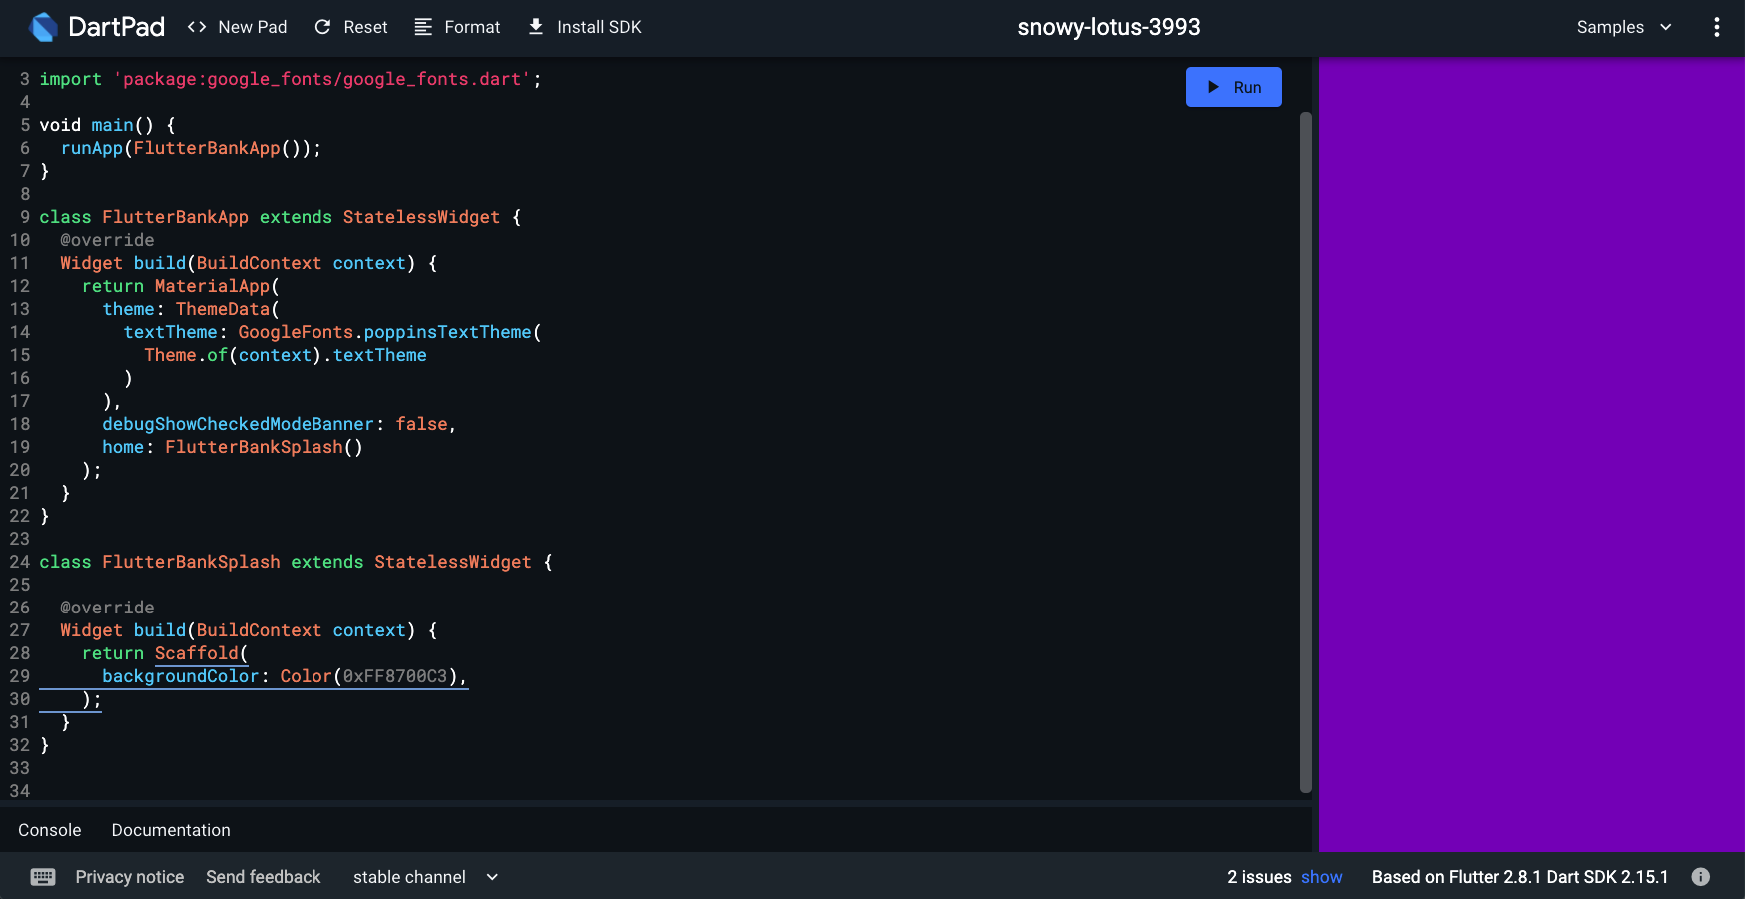 DartPad <> New Pad Reset Format Install SDK snowy-lotus-3993 Samples
3 import 'package:google_fonts/google_fonts.dart';
Run
4
5 void main() {
6   runApp(FlutterBankApp());
7 }
8
9 class FlutterBankApp extends StatelessWidget {
10   @override
11   Widget build(BuildContext context) {
12     return MaterialApp(
13       theme: ThemeData(
14         textTheme: GoogleFonts.poppinsTextTheme(
15           Theme.of(context).textTheme
16         )
17       ),
18       debugShowCheckedModeBanner: false,
19       home: FlutterBankSplash()
20     );
21   }
22 }
23
24 class FlutterBankSplash extends StatelessWidget {
25
26   @override
27   Widget build(BuildContext context) {
28     return Scaffold(
29       backgroundColor: Color(0xFF8700C3),
30     );
31   }
32 }
33
34
Console Documentation
Privacy notice Send feedback stable channel 2 issues show Based on Flutter 2.8.1 Dart SDK 2.15.1